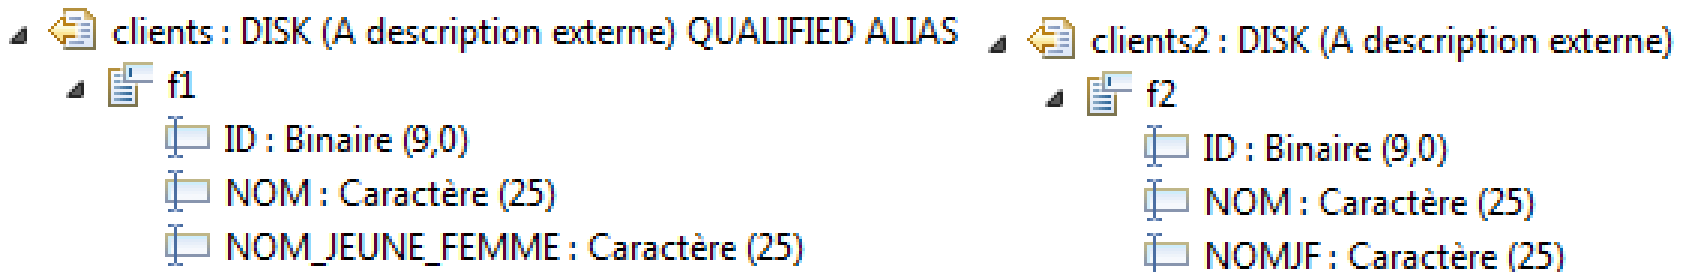 clients : DISK (A description externe) QUALIFIED ALIAS
f1
ID : Binaire (9,0)
NOM : Caractère (25)
NOM_JEUNE_FEMME : Caractère (25)
clients2 : DISK (A description externe)
f2
ID : Binaire (9,0)
NOM : Caractère (25)
NOMJF : Caractère (25)